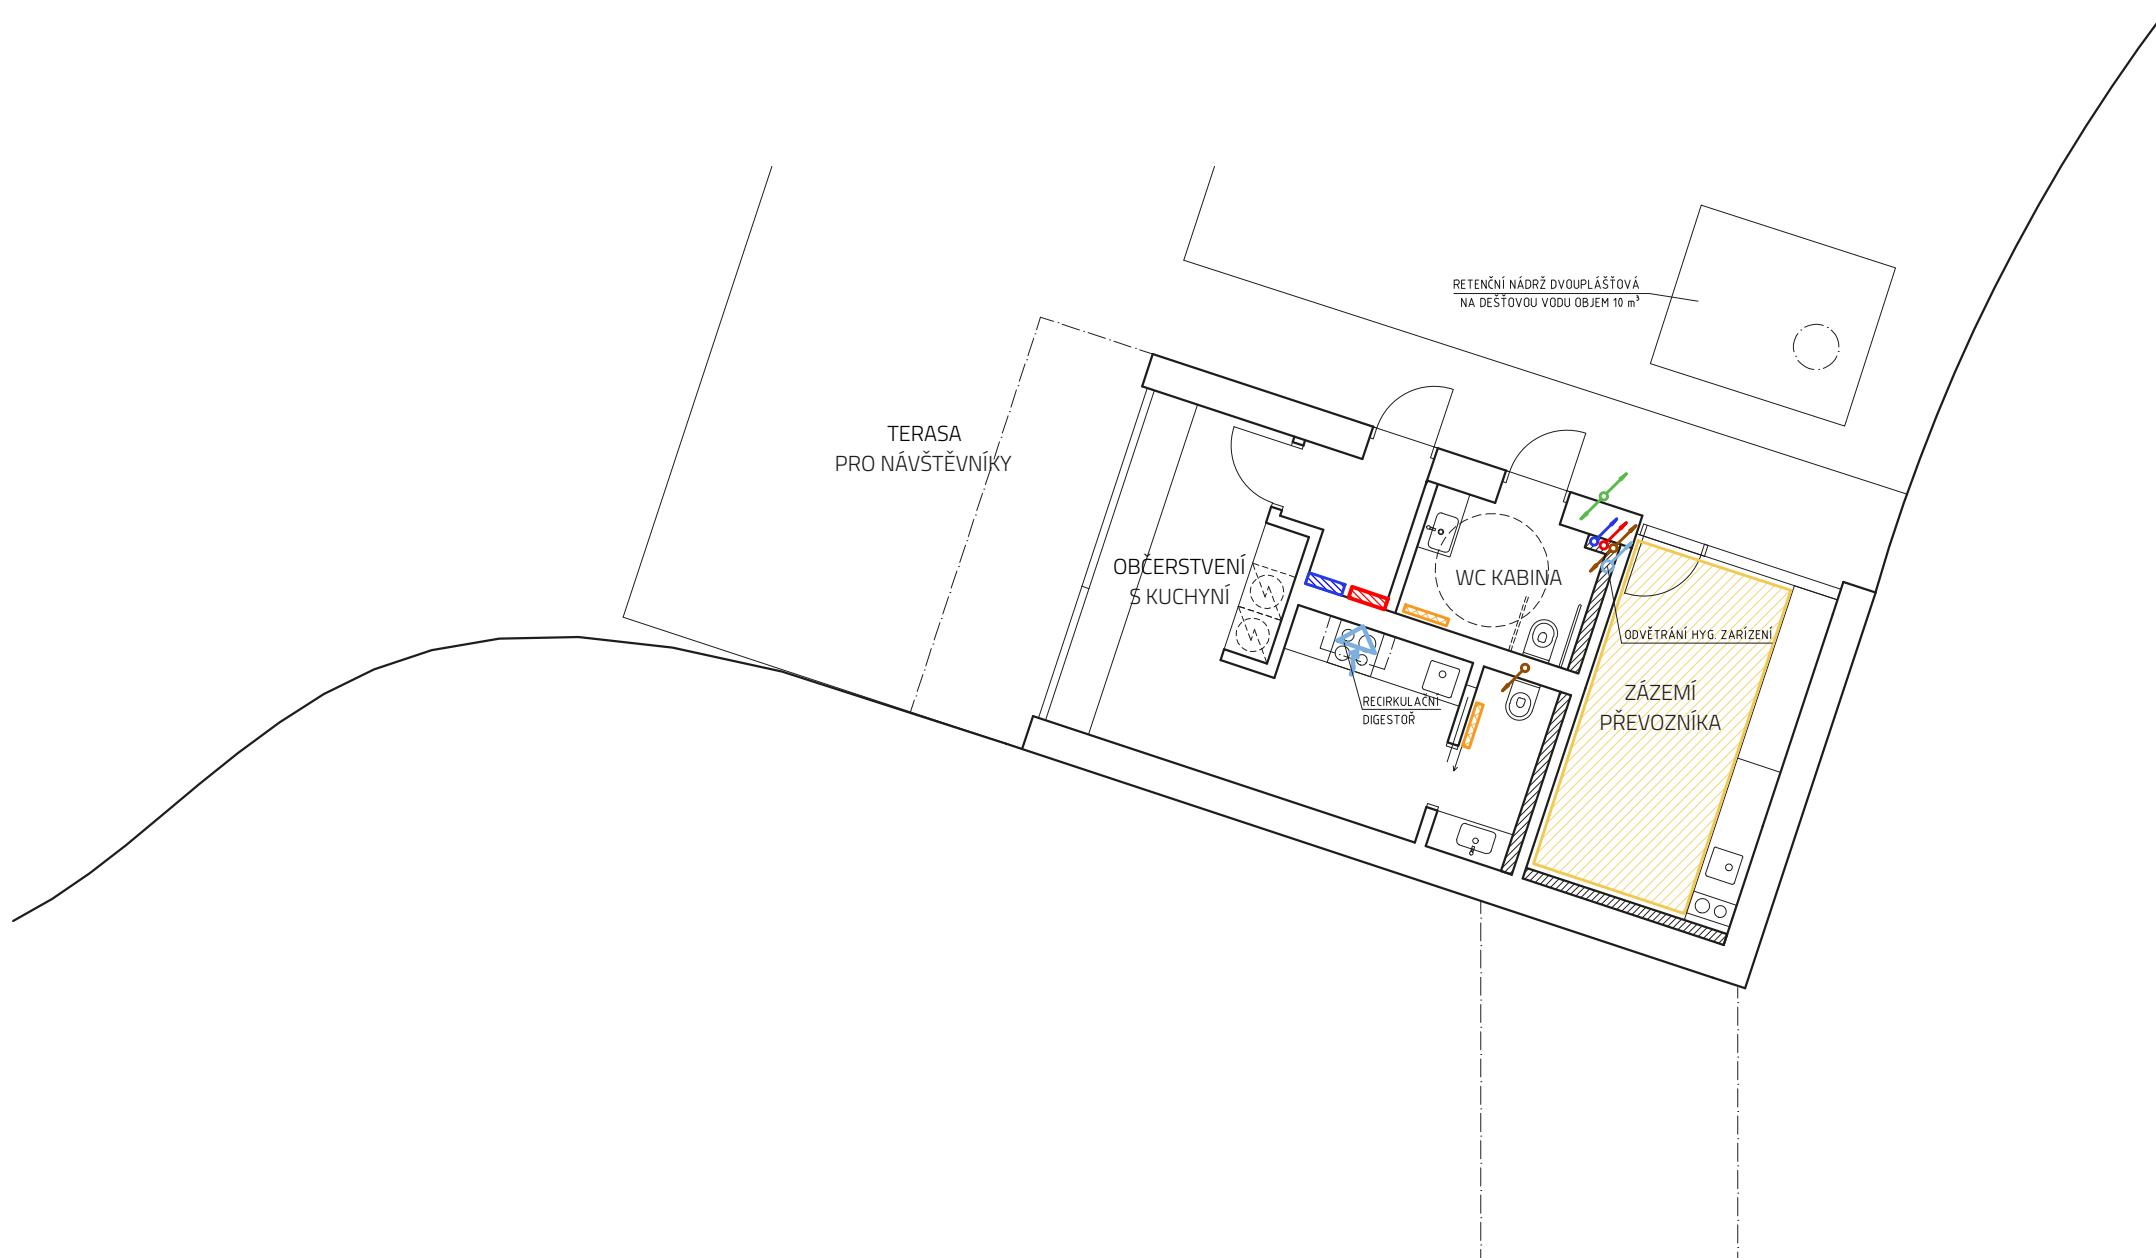 RETENČNÍ NÁDRŽ DVOUPLÁŠŤOVÁ
NA DEŠŤOVOU VODU OBJEM 10 m³
TERASA
PRO NÁVŠTĚVNÍKY
OBČERSTVENÍ
S KUCHYNÍ
WC KABINA
ODVĚTRÁNÍ HYG. ZARÍZENÍ
ZÁZEMÍ
PŘEVOZNÍKA
RECIRKULAČNÍ
DIGESTOŘ